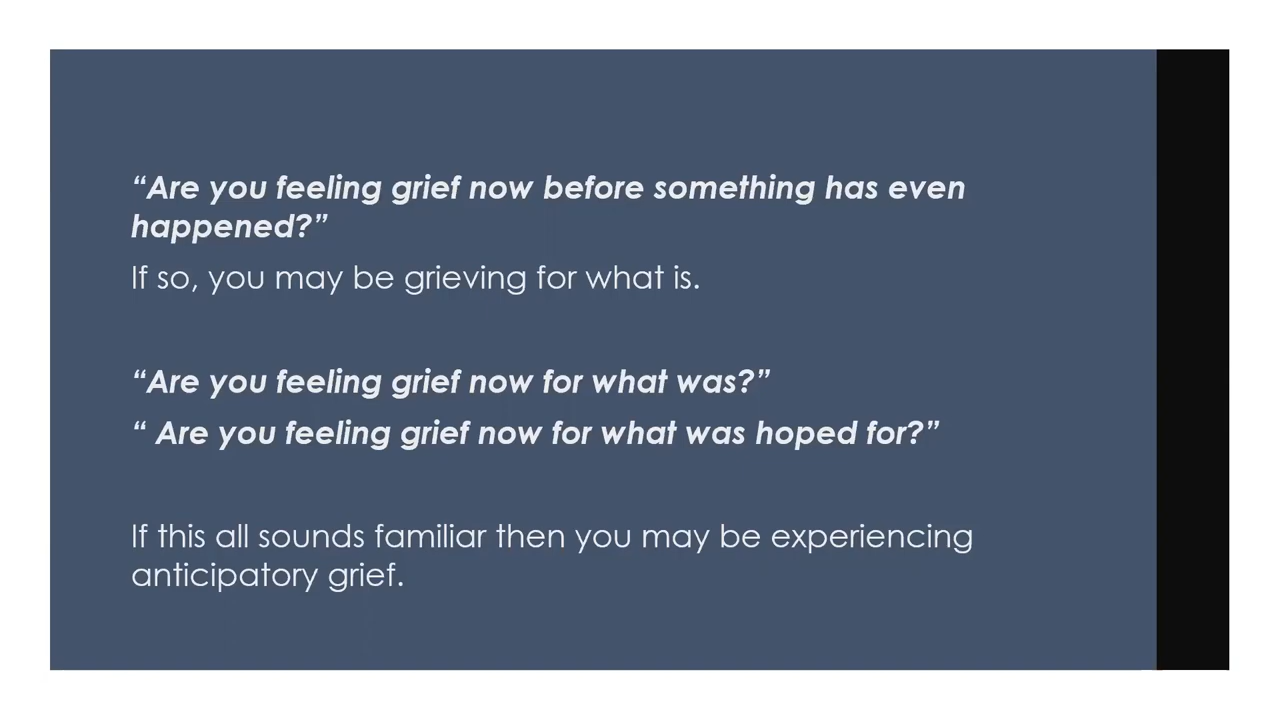 “Are you feeling grief now before something has even
happened?”
If so, you may be grieving for what is.
“Are you feeling grief now for what was?”
“ Are you feeling grief now for what was hoped for?”
If this all sounds familiar then you may be experiencing
anticipatory grief.